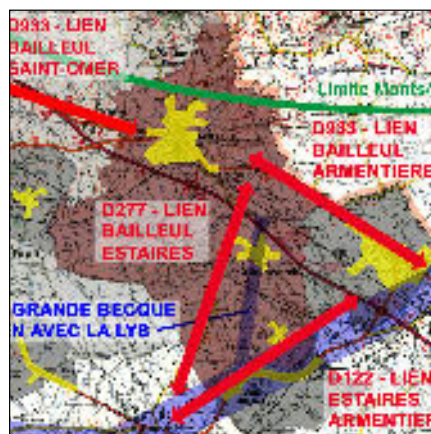 D933 - LIEN
BAILLEUL
SAINT-OMER
Limite Monts-
D933 - LIEN
BAILLEUL
ARMENTIERE
D277 - LIEN
BAILLEUL
ESTAIRES
GRANDE BECQUE
N AVEC LA LYS
D122 - LIEN
ESTAIRES
ARMENTIER